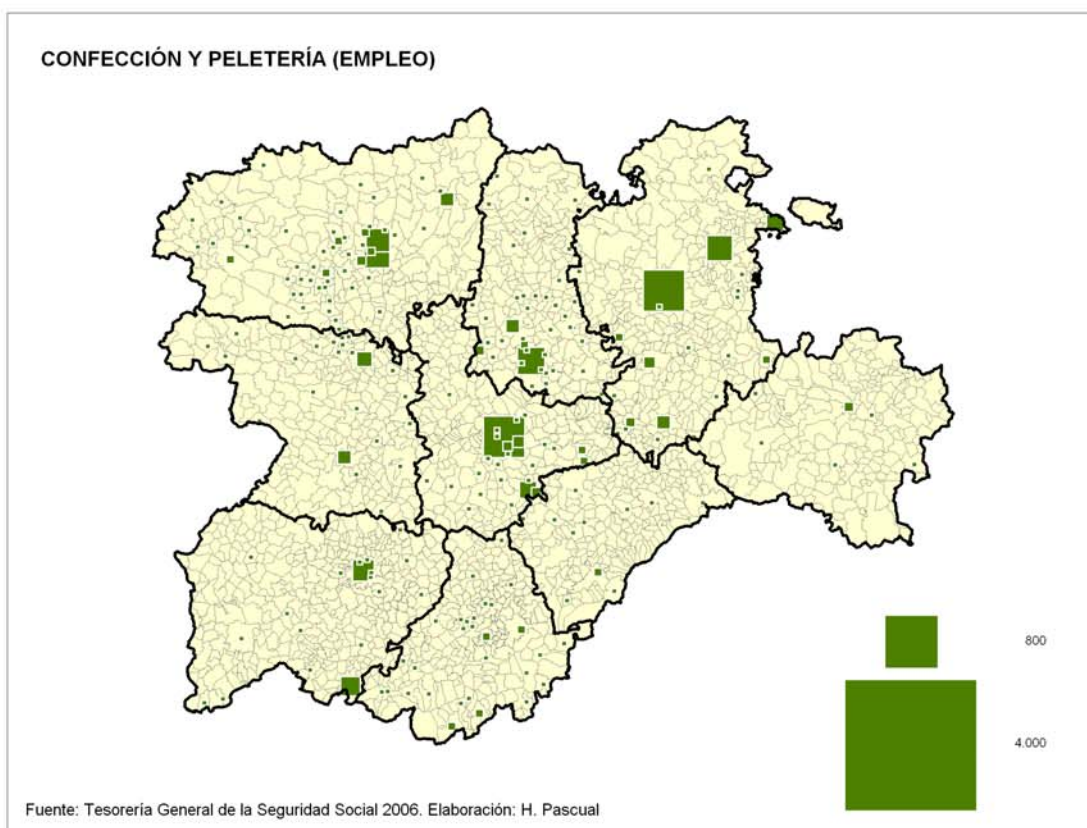 CONFECCIÓN Y PELETERÍA (EMPLEO)
800
4.000
Fuente: Tesorería General de la Seguridad Social 2006. Elaboración: H. Pascual